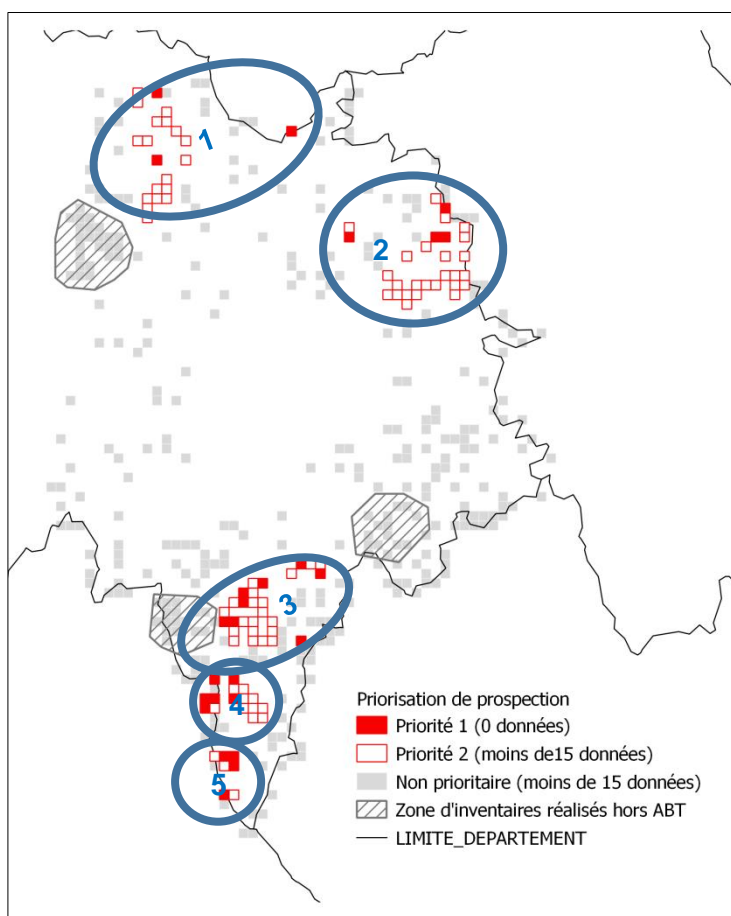 1
2
3
4
5
Priorisation de prospection
Priorité 1 (0 données)
Priorité 2 (moins de15 données)
Non prioritaire (moins de 15 données)
Zone d'inventaires réalisés hors ABT
LIMITE_DEPARTEMENT